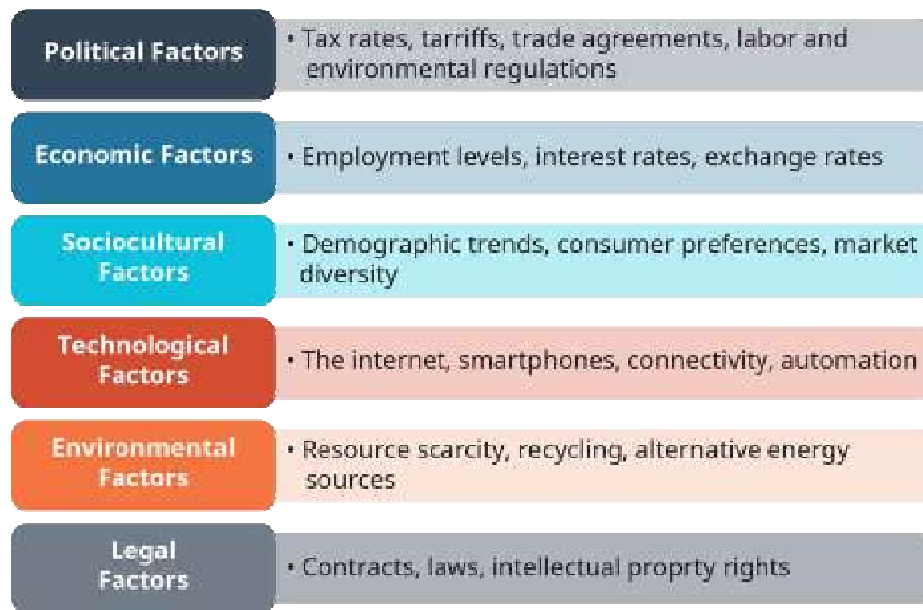 Political Factors
• Tax rates, tarriffs, trade agreements, labor and
environmental regulations
Economic Factors
• Employment levels, interest rates, exchange rates
Sociocultural
Factors
• Demographic trends, consumer preferences, market
diversity
Technological
Factors
• The internet, smartphones, connectivity, automation
Environmental
Factors
• Resource scarcity, recycling, alternative energy
sources
Legal
Factors
• Contracts, laws, intellectual proprty rights